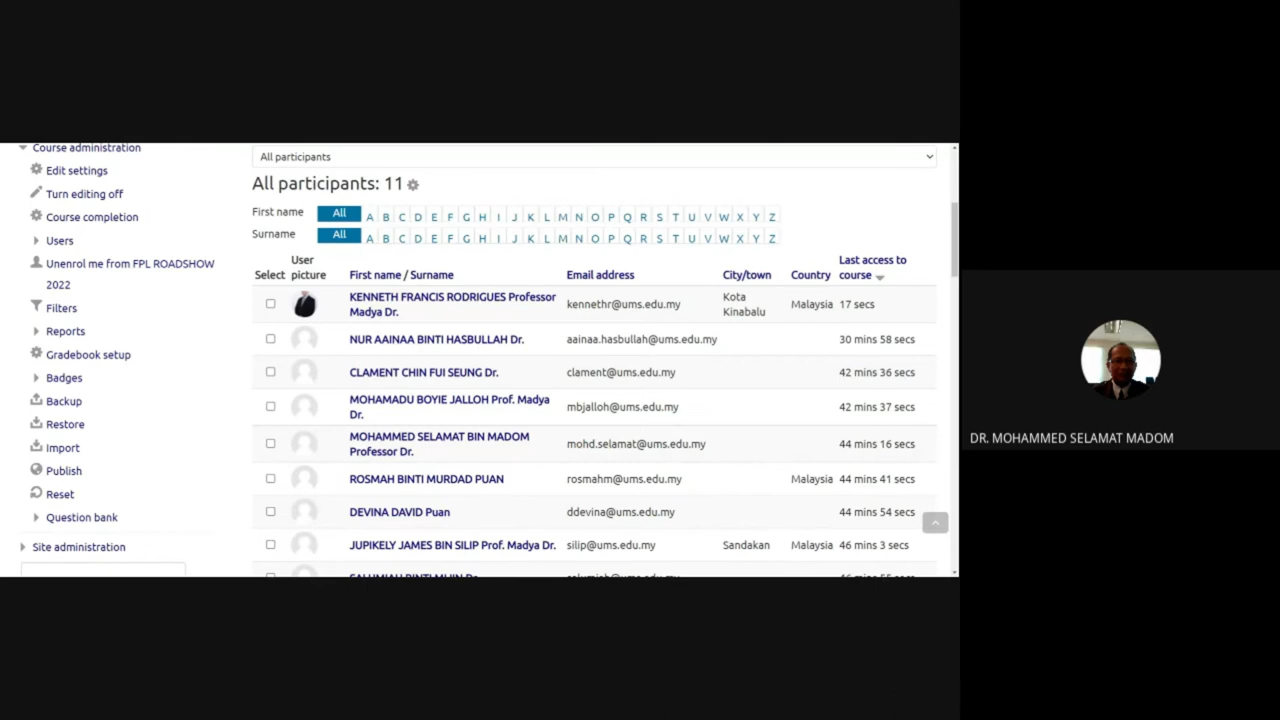 Course administration
Edit settings
Turn editing off
Course completion
Users
Unenrol me from FPL ROADSHOW
2022
Filters
Reports
Gradebook setup
Badges
Backup
Restore
Import
Publish
Reset
Question bank
Site administration
All participants
All participants: 11
First name All A B C D E F G H I J K L M N O P Q R S T U V W X Y Z
Surname All A B C D E F G H I J K L M N O P Q R S T U V W X Y Z
Select User picture First name / Surname Email address City/town Country Last access to course
KENNETH FRANCIS RODRIGUES Professor
Madya Dr. kennethr@ums.edu.my Kota Kinabalu Malaysia 17 secs
NUR AAINAA BINTI HASBULLAH Dr. aainaa.hasbullah@ums.edu.my 30 mins 58 secs
CLAMENT CHIN FUI SEUNG Dr. clament@ums.edu.my 42 mins 36 secs
MOHAMADU BOYIE JALLOH Prof. Madya
Dr. mbjalloh@ums.edu.my 42 mins 37 secs
MOHAMMED SELAMAT BIN MADOM
Professor Dr. mohd.selamat@ums.edu.my 44 mins 16 secs
ROSMAH BINTI MURDAD PUAN rosmahm@ums.edu.my Malaysia 44 mins 41 secs
DEVINA DAVID Puan ddevina@ums.edu.my 44 mins 54 secs
JUPIKELY JAMES BIN SILIP Prof. Madya Dr. silip@ums.edu.my Sandakan Malaysia 46 mins 3 secs
DR. MOHAMMED SELAMAT MADOM